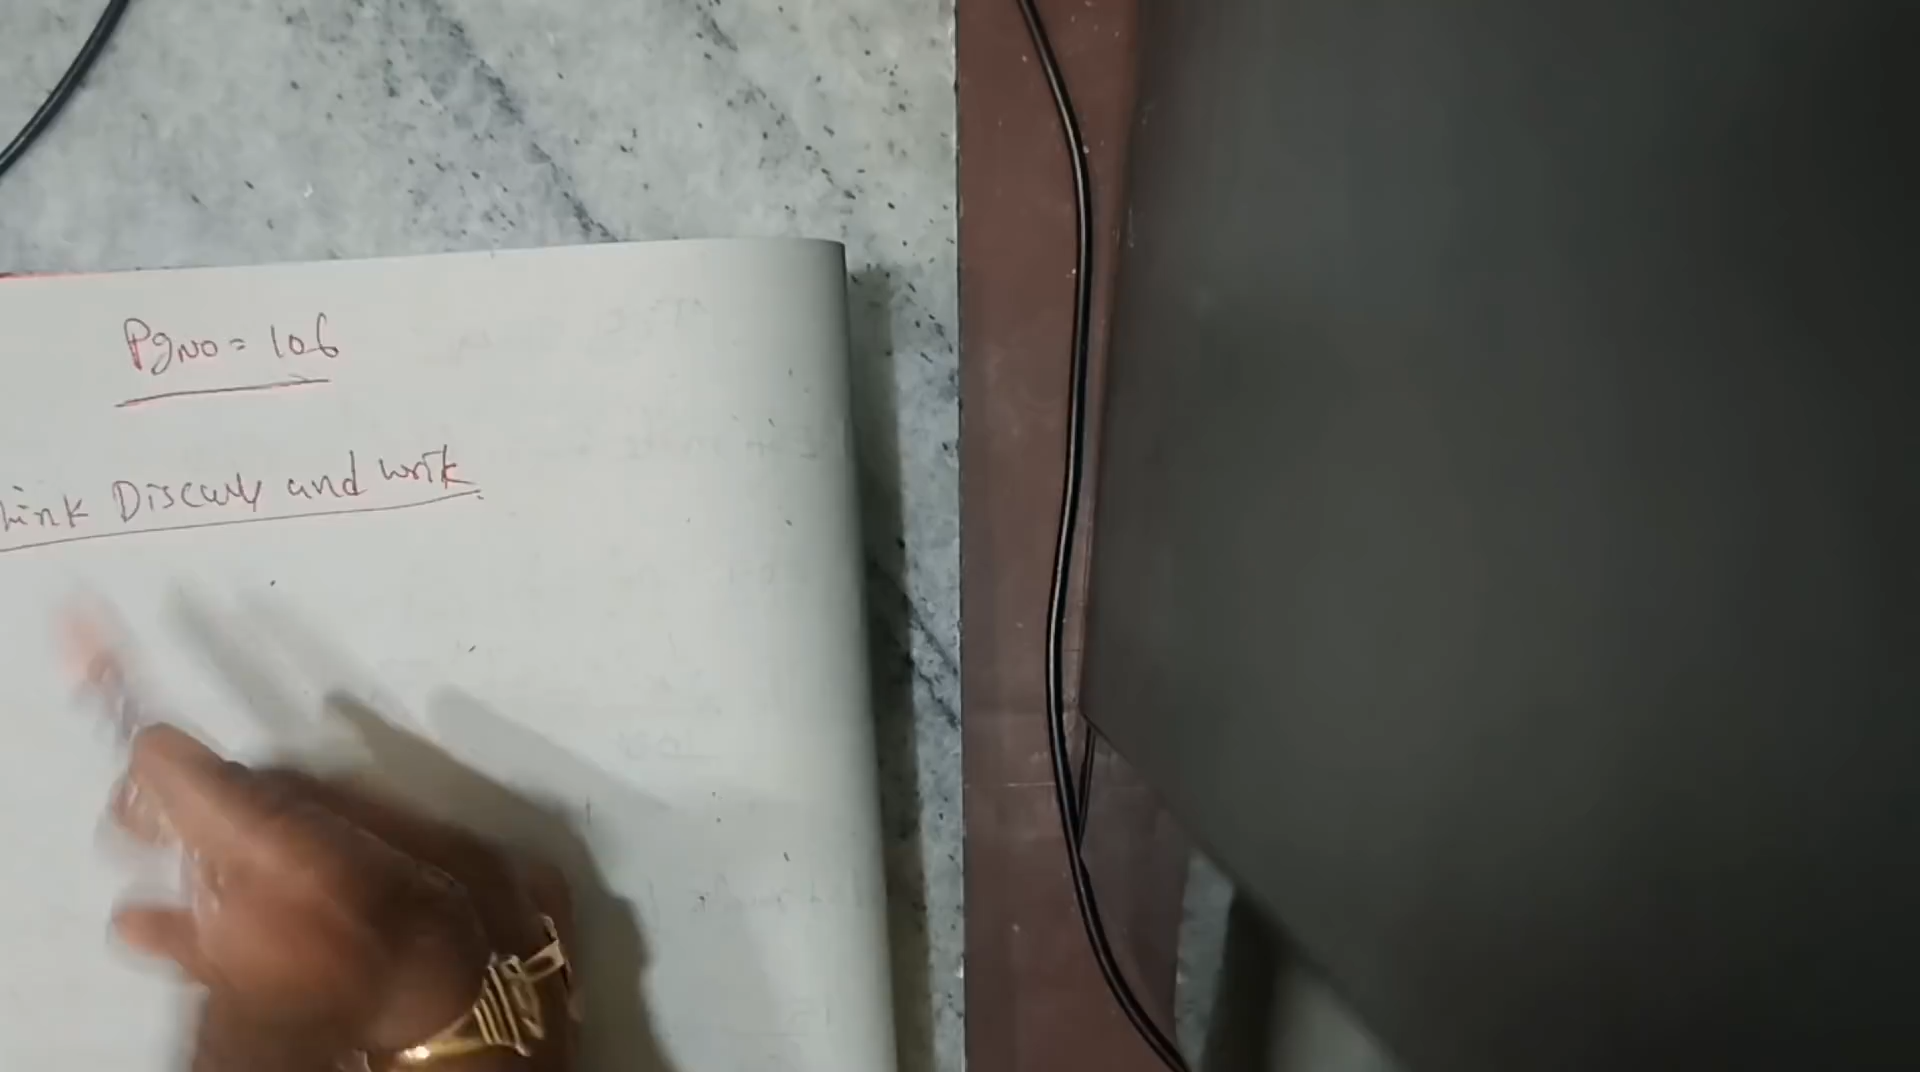 PgNO = 106
hink Discuss and write